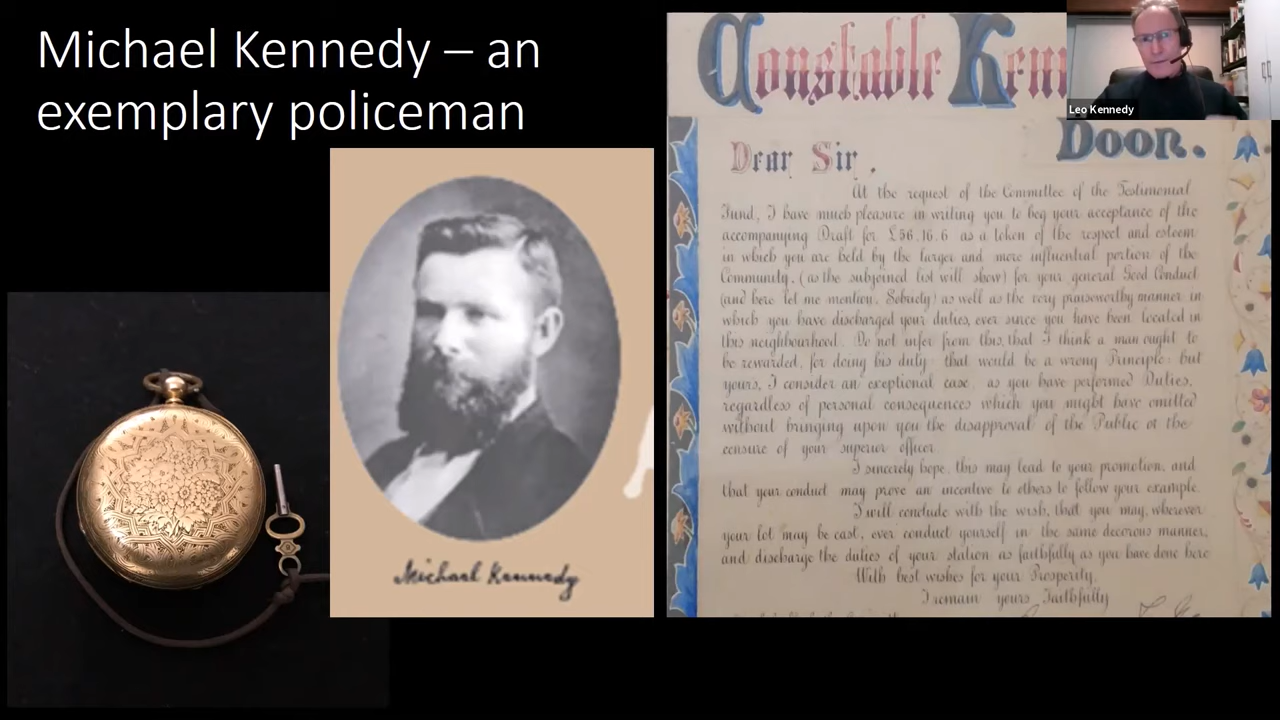 Michael Kennedy – an
exemplary policeman
Michael Kennedy
Constable Ken
Leo Kennedy
Doon.
Dear Sir.
At the request of the Committee of the Testimonial
Fund, I have much pleasure in writing you to beg your acceptance of the
accompanying Draft for £56.16.6 as a token of the respect and esteem
in which you are held by the larger and more influential portion of the
Community, (as the subjoined list will show) for your general Good Conduct
(and here let me mention, Sobriety) as well as the very praiseworthy manner in
which you have discharged your duties, ever since you have been located in
this neighbourhood. Do not infer from this, that I think a man ought to
be rewarded, for doing his duty that would be a wrong Principle: but
yours, I consider an exceptional case, as you have performed Duties,
regardless of personal consequences which you might have omitted
without bringing upon you the disapproval of the Public or the
censure of your superior officer.
I sincerely hope, this may lead to your promotion, and
that your conduct may prove an incentive to others to follow your example.
I will conclude with the wish, that you may, wherever
your lot may be cast, ever conduct yourself in the same decorous manner,
and discharge the duties of your station as faithfully as you have done here
With best wishes for your Prosperity,
I remain yours Faithfully